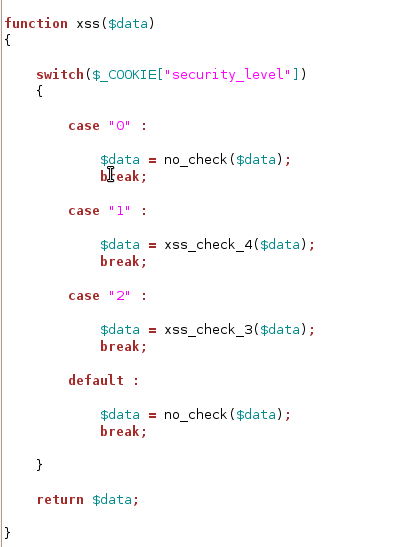 function xss($data)
{
switch($_COOKIE["security_level"])
{
case "0" :
$data = no_check($data);
break;
case "1" :
$data = xss_check_4($data);
break;
case "2" :
$data = xss_check_3($data);
break;
default :
$data = no_check($data);
break;
}
return $data;
}